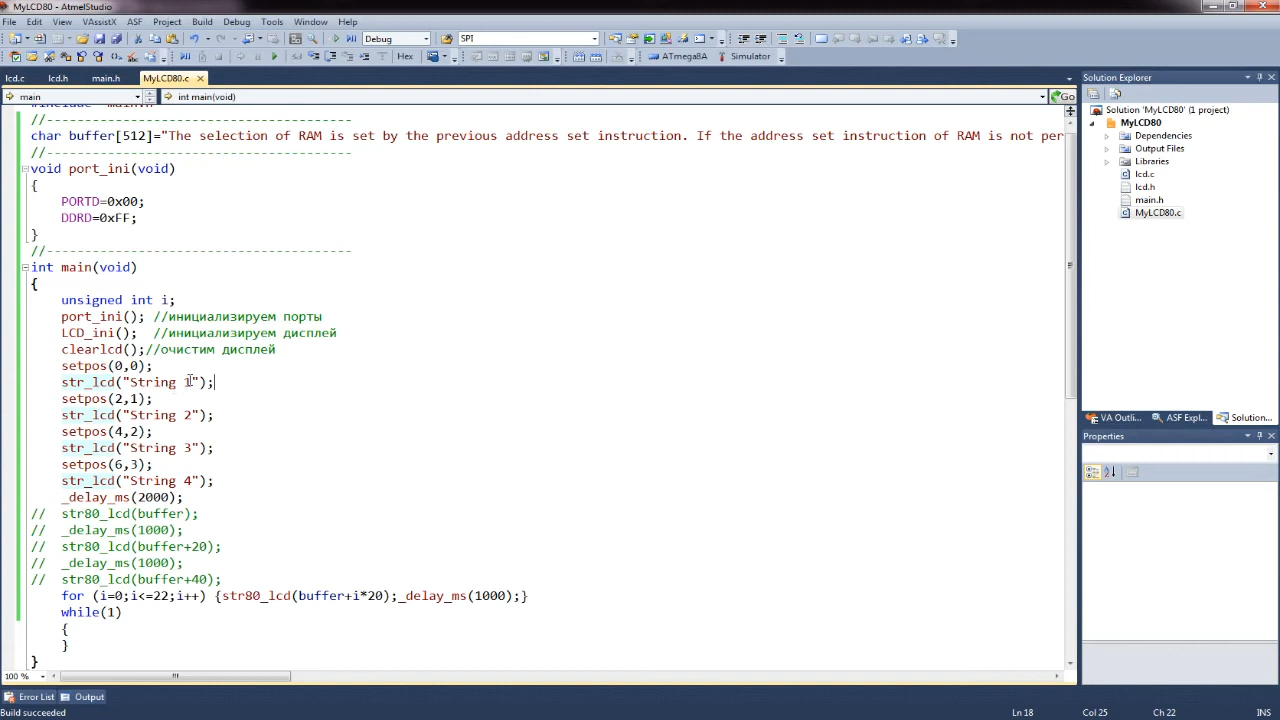 MyLCD80 - AtmelStudio
File Edit View VAssistX ASF Project Build Debug Tools Window Help
Debug SPI
Hex ATmega8A Simulator
lcd.c lcd.h main.h MyLCD80.c
main int main(void) Go
//----------------------------------------
char buffer[512]="The selection of RAM is set by the previous address set instruction. If the address set instruction of RAM is not per
//----------------------------------------
void port_ini(void)
{
PORTD=0x00;
DDRD=0xFF;
}
//----------------------------------------
int main(void)
{
unsigned int i;
port_ini(); //инициализируем порты
LCD_ini(); //инициализируем дисплей
clearlcd();//очистим дисплей
setpos(0,0);
str_lcd("String 1");
setpos(2,1);
str_lcd("String 2");
setpos(4,2);
str_lcd("String 3");
setpos(6,3);
str_lcd("String 4");
_delay_ms(2000);
// str80_lcd(buffer);
// _delay_ms(1000);
// str80_lcd(buffer+20);
// _delay_ms(1000);
// str80_lcd(buffer+40);
for (i=0;i<=22;i++) {str80_lcd(buffer+i*20);_delay_ms(1000);}
while(1)
{
}
}
100 %
Error List Output
Build succeeded
Ln 18 Col 25 Ch 22 INS
Solution Explorer
Solution 'MyLCD80' (1 project)
MyLCD80
Dependencies
Output Files
Libraries
lcd.c
lcd.h
main.h
MyLCD80.c
VA Outli... ASF Expl... Solution...
Properties